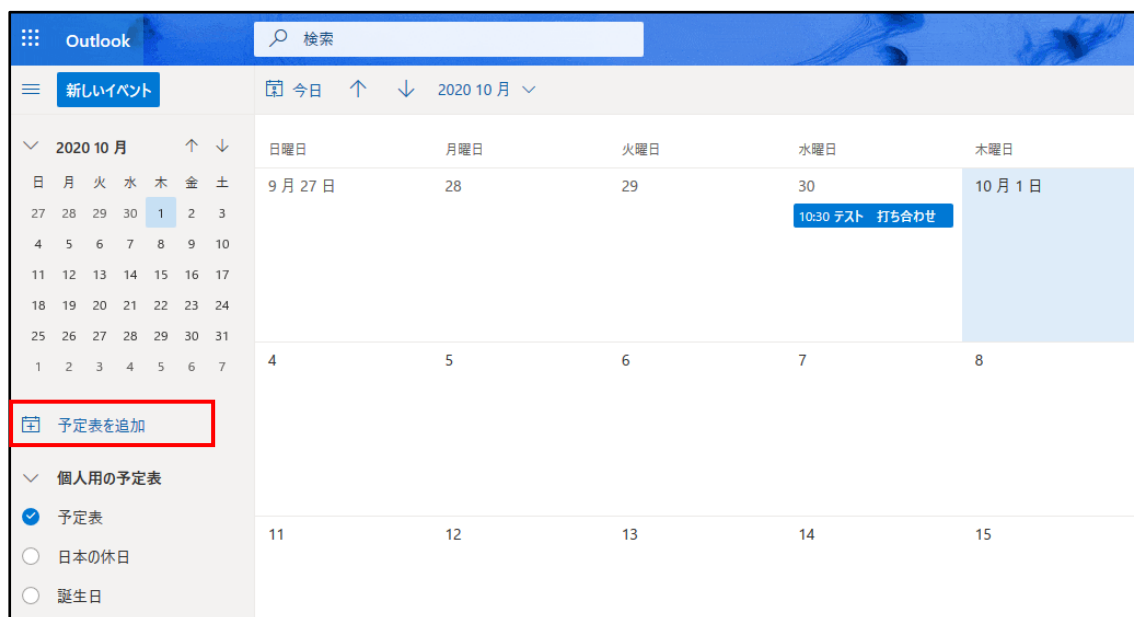 Outlook
検索
新しいイベント
今日 2020 10 月
2020 10 月
日 月 火 水 木 金 土
27 28 29 30 1 2 3
4 5 6 7 8 9 10
11 12 13 14 15 16 17
18 19 20 21 22 23 24
25 26 27 28 29 30 31
1 2 3 4 5 6 7
予定表を追加
個人用の予定表
予定表
日本の休日
誕生日
日曜日 月曜日 火曜日 水曜日 木曜日
9 月 27 日 28 29 30 10 月 1 日
10:30 テスト 打ち合わせ
4 5 6 7 8
11 12 13 14 15